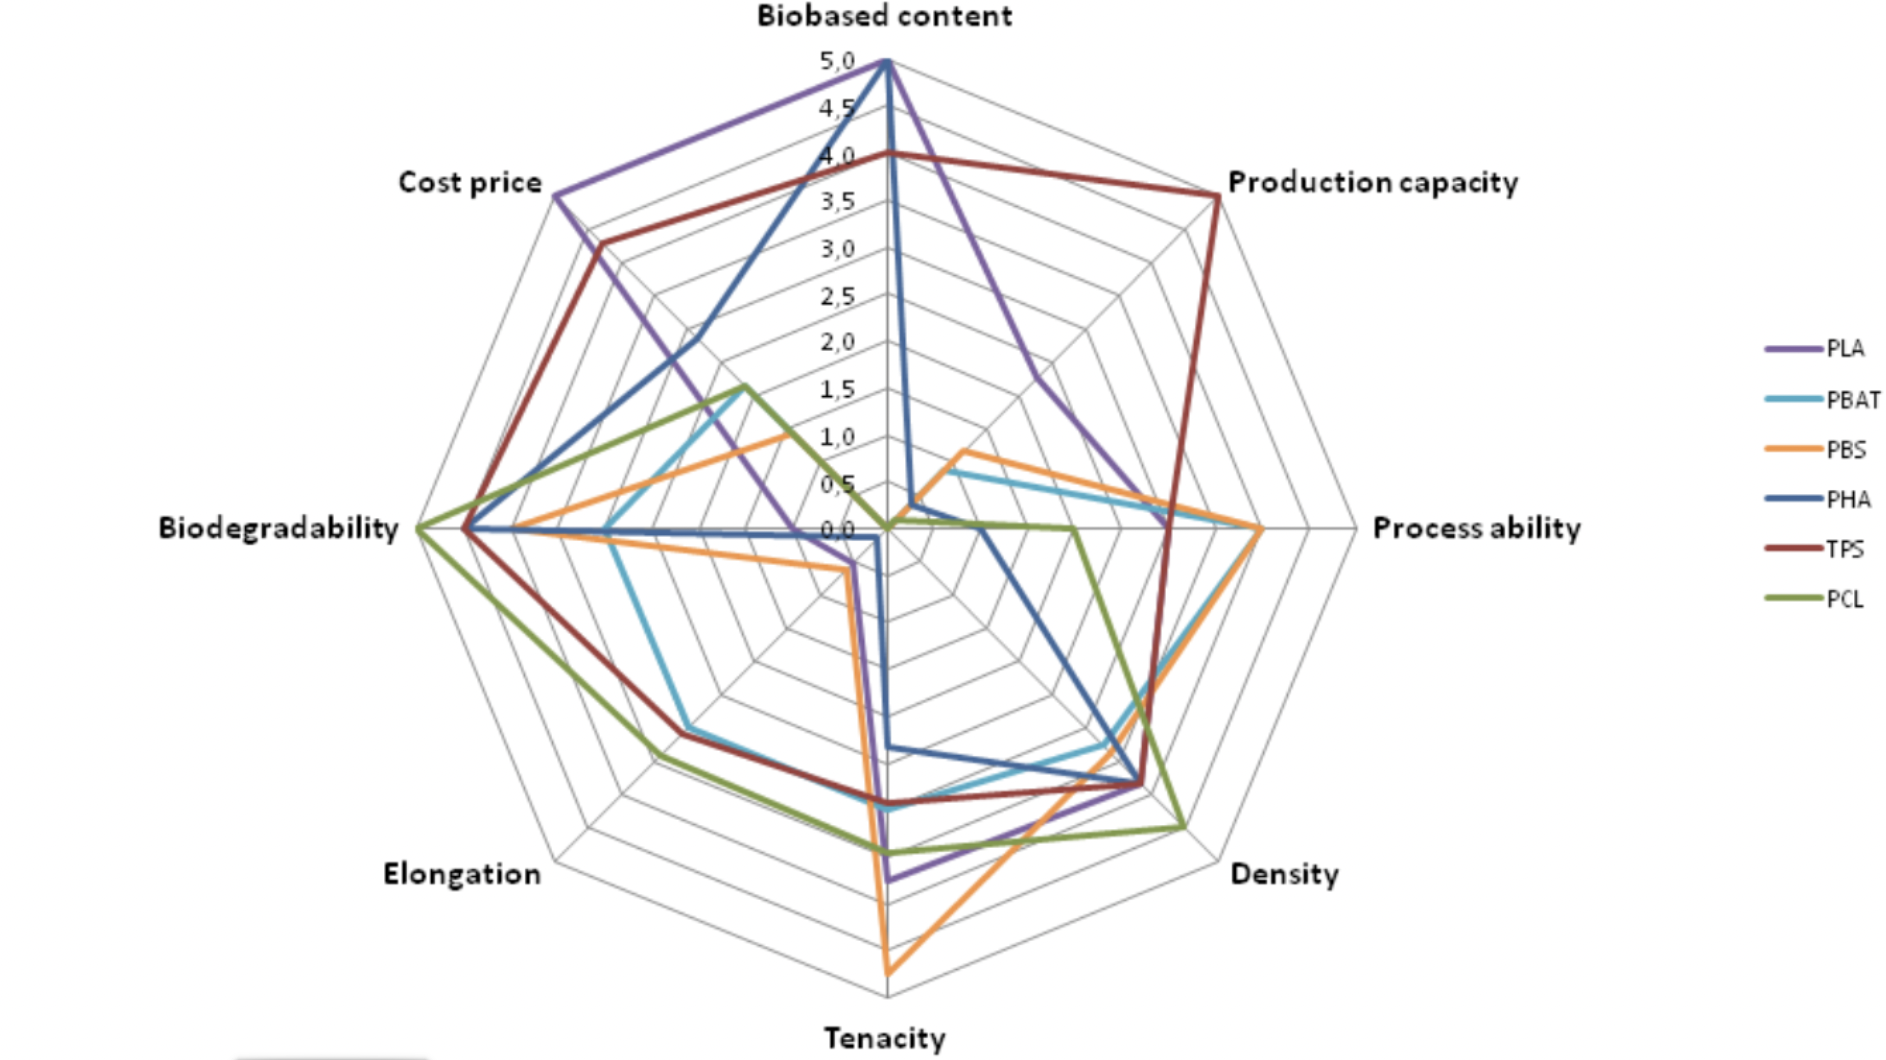 Biobased content
5,0
4,5
4,0
3,5
3,0
2,5
2,0
1,5
1,0
0,5
0,0
Cost price
Production capacity
Biodegradability
Process ability
Elongation
Density
Tenacity
PLA
PBAT
PBS
PHA
TPS
PCL